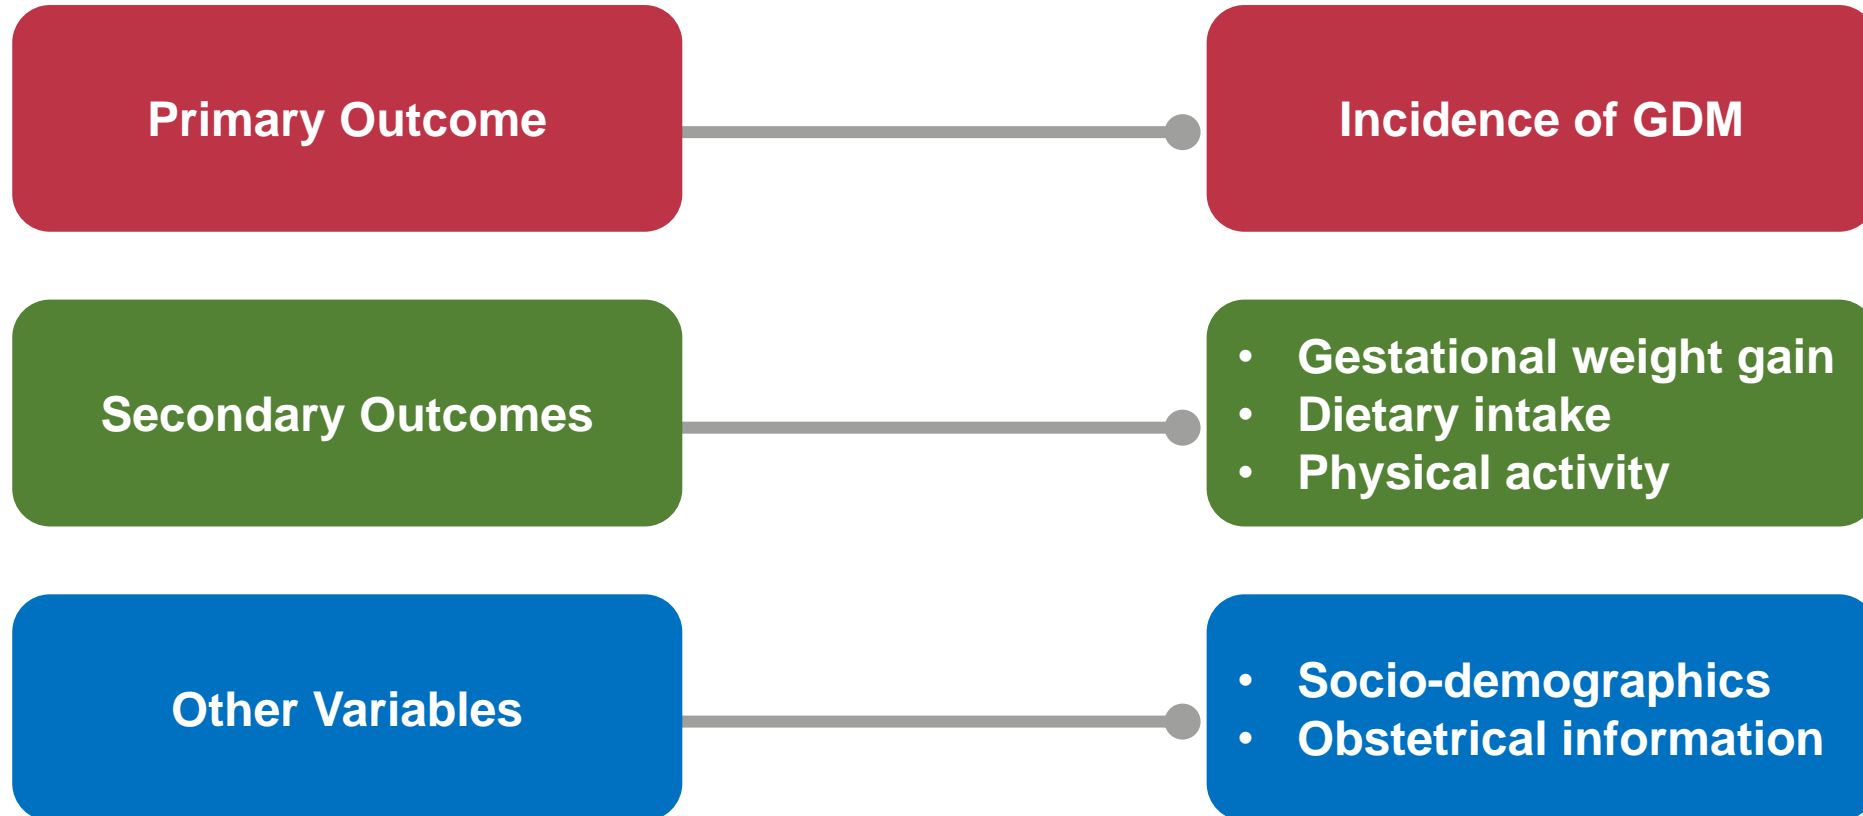 Primary Outcome
Incidence of GDM
Secondary Outcomes
• Gestational weight gain
• Dietary intake
• Physical activity
Other Variables
• Socio-demographics
• Obstetrical information